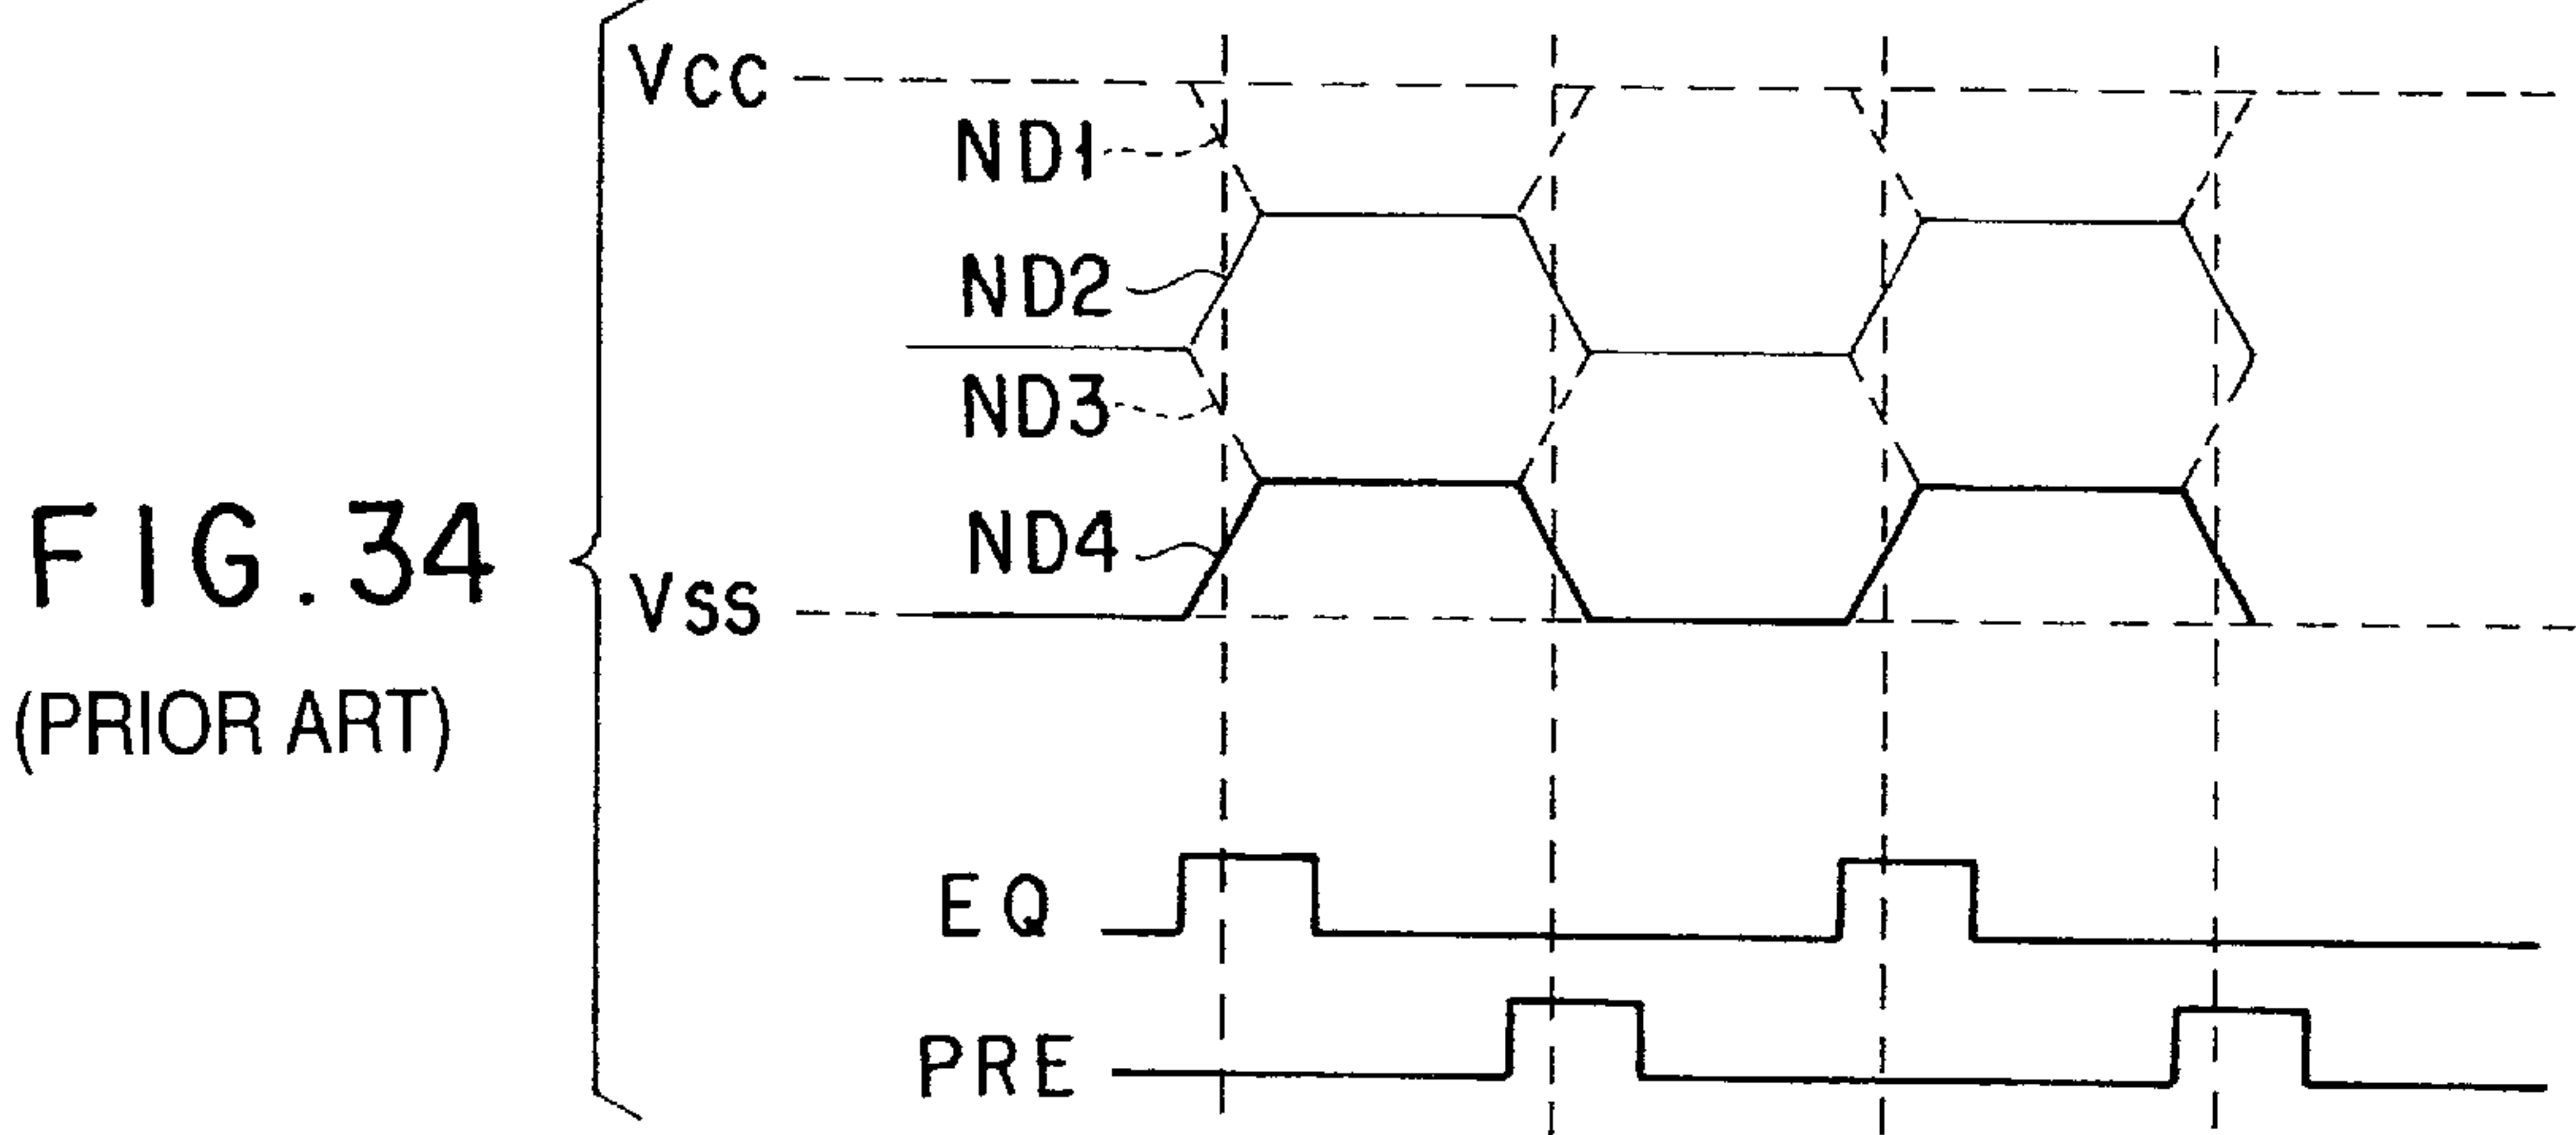 FIG. 34
(PRIOR ART)
VCC
ND1
ND2
ND3
ND4
VSS
EQ
PRE